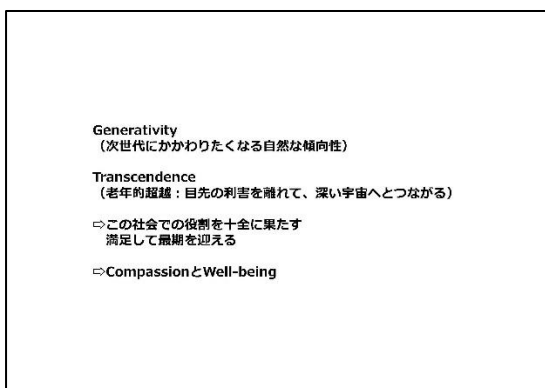 Generativity
（次世代にかかわりたくなる自然な傾向性）
Transcendence
（老年的超越：目先の利害を離れて、深い宇宙へとつながる）
⇨この社会での役割を十全に果たす
満足して最期を迎える
⇨CompassionとWell-being